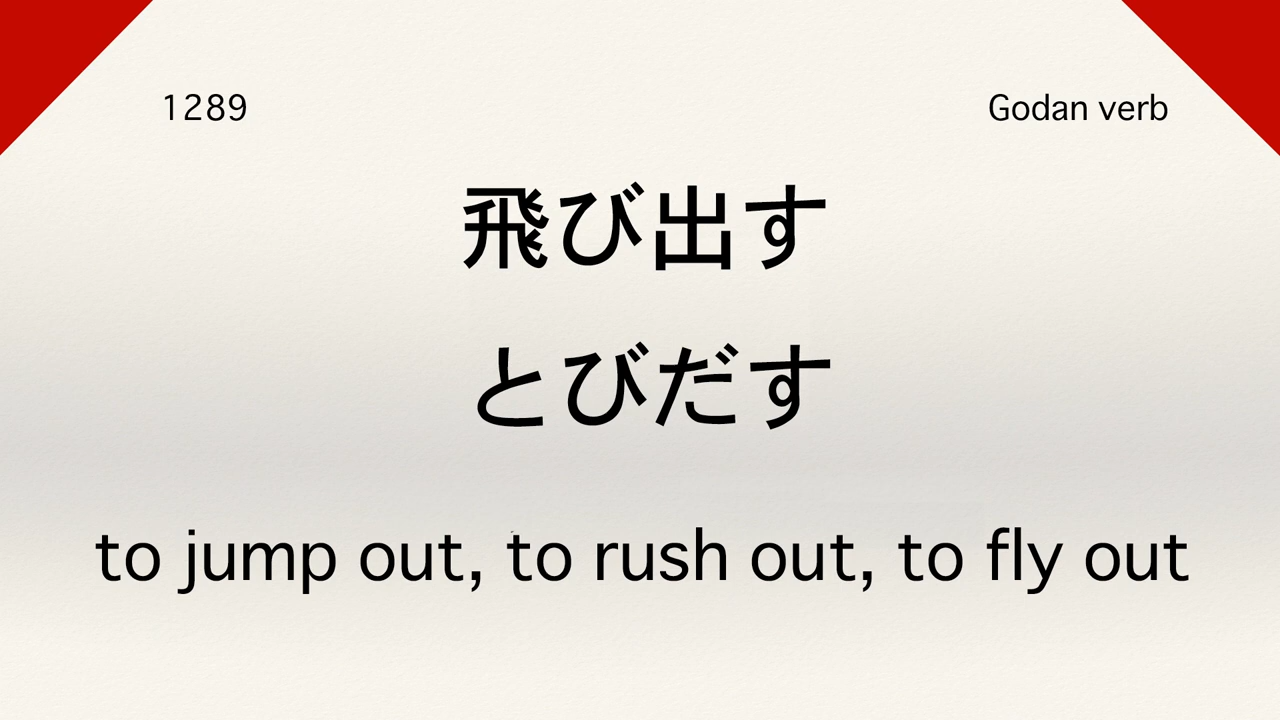 1289
Godan verb
飛び出す
とびだす
to jump out, to rush out, to fly out